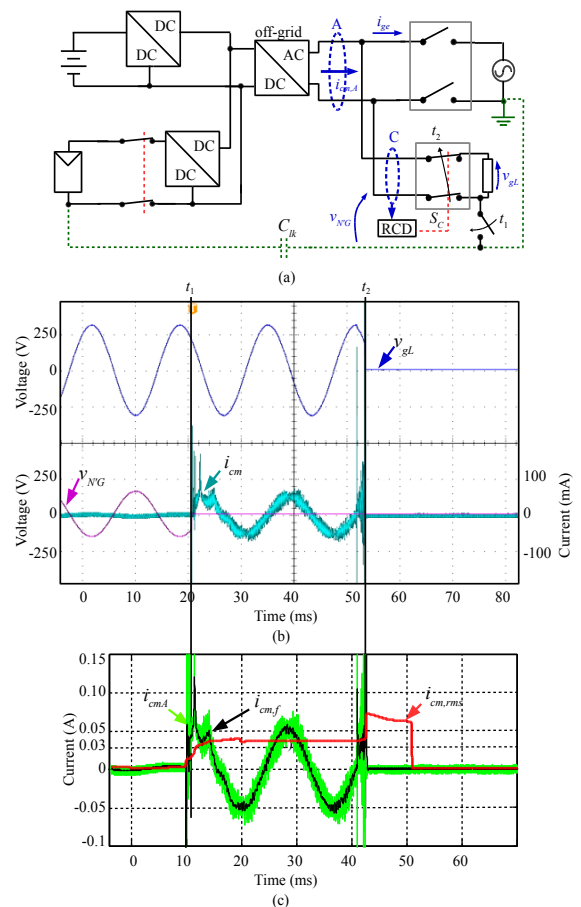 off-grid
DC
DC
DC
AC
A
i_ge
i_cm,A
DC
DC
C
t_2
v_gL
v_N'G
RCD
S_C
t_1
C_lk
(a)
t_1
t_2
250
0
-250
Voltage (V)
v_gL
v_N'G
i_cm
250
0
-250
Voltage (V)
100
0
-100
Current (mA)
0 10 20 30 40 50 60 70 80
Time (ms)
(b)
0.15
0.10
0.05
0.03
0
-0.05
-0.1
Current (A)
i_cmA
i_cm,f
i_cm,rms
0 10 20 30 40 50 60
Time (ms)
(c)